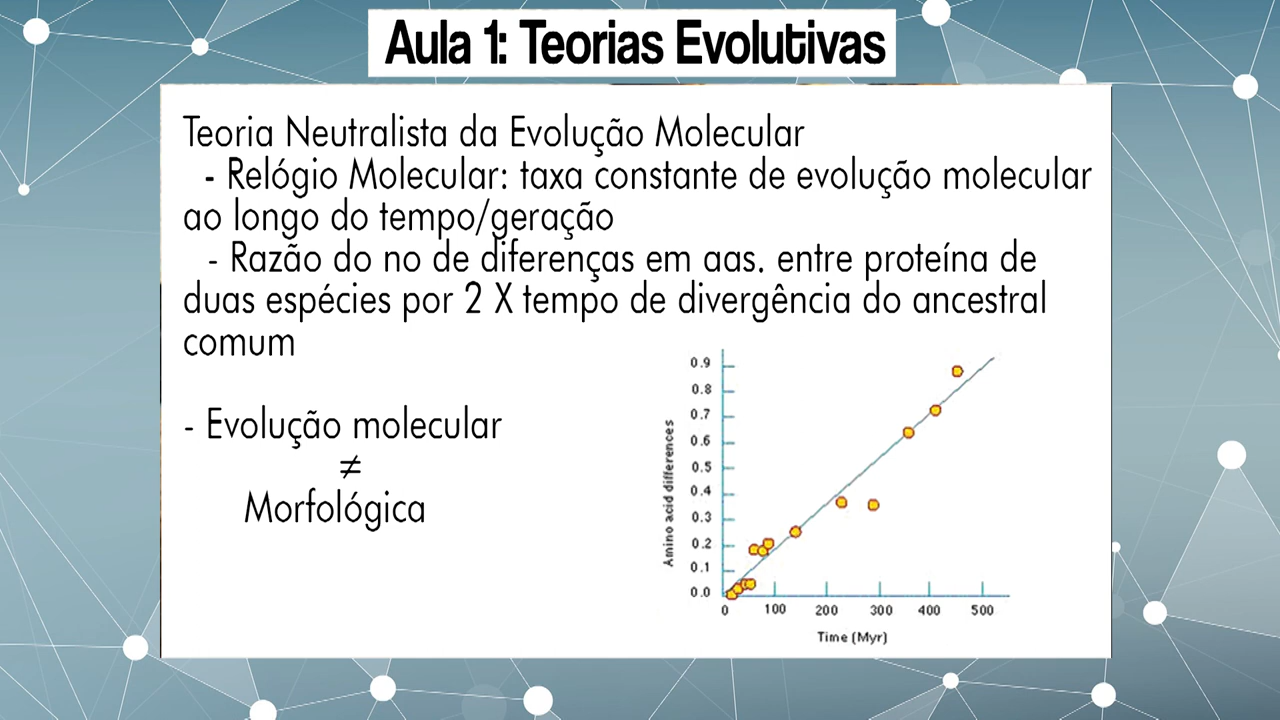 Aula 1: Teorias Evolutivas
Teoria Neutralista da Evolução Molecular
- Relógio Molecular: taxa constante de evolução molecular
ao longo do tempo/geração
- Razão do no de diferenças em aas. entre proteína de
duas espécies por 2 X tempo de divergência do ancestral
comum
- Evolução molecular
≠
Morfológica
Amino acid differences
0.9
0.8
0.7
0.6
0.5
0.4
0.3
0.2
0.1
0.0
0 100 200 300 400 500
Time (Myr)